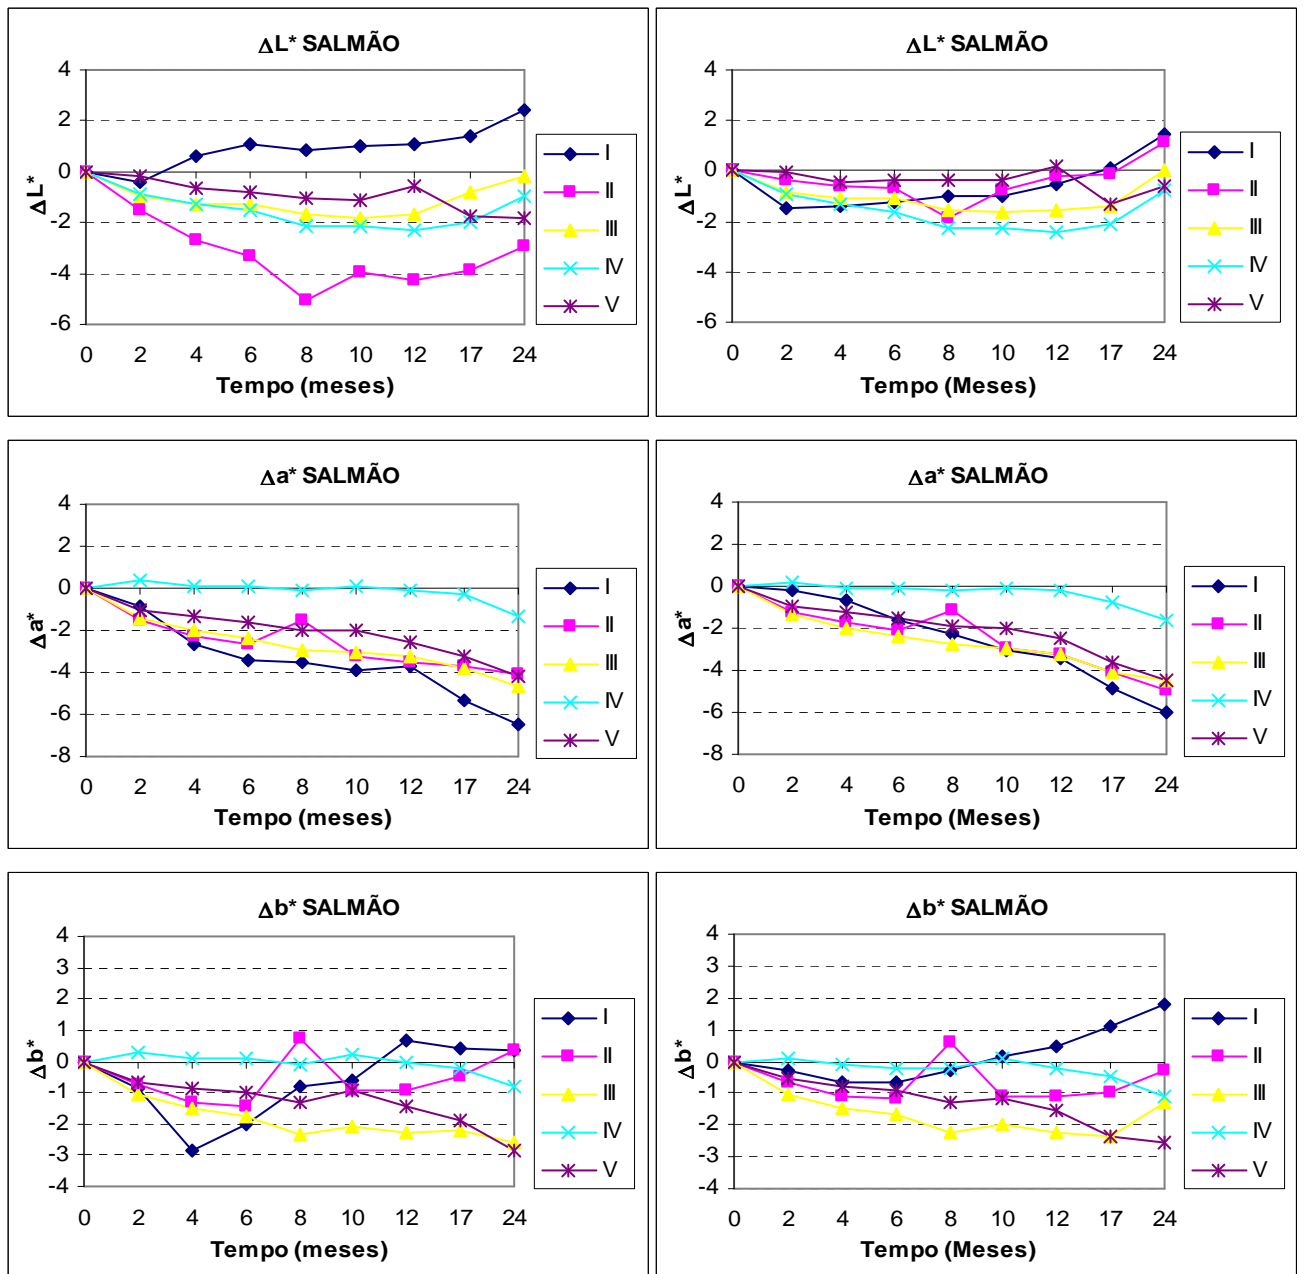 ΔL* SALMÃO
4
2
0
-2
-4
-6
ΔL*
0 2 4 6 8 10 12 17 24
Tempo (meses)
I
II
III
IV
V
ΔL* SALMÃO
4
2
0
-2
-4
-6
ΔL*
0 2 4 6 8 10 12 17 24
Tempo (Meses)
I
II
III
IV
V
Δa* SALMÃO
4
2
0
-2
-4
-6
-8
Δa*
0 2 4 6 8 10 12 17 24
Tempo (meses)
I
II
III
IV
V
Δa* SALMÃO
4
2
0
-2
-4
-6
-8
Δa*
0 2 4 6 8 10 12 17 24
Tempo (Meses)
I
II
III
IV
V
Δb* SALMÃO
4
3
2
1
0
-1
-2
-3
-4
Δb*
0 2 4 6 8 10 12 17 24
Tempo (meses)
I
II
III
IV
V
Δb* SALMÃO
4
3
2
1
0
-1
-2
-3
-4
Δb*
0 2 4 6 8 10 12 17 24
Tempo (Meses)
I
II
III
IV
V